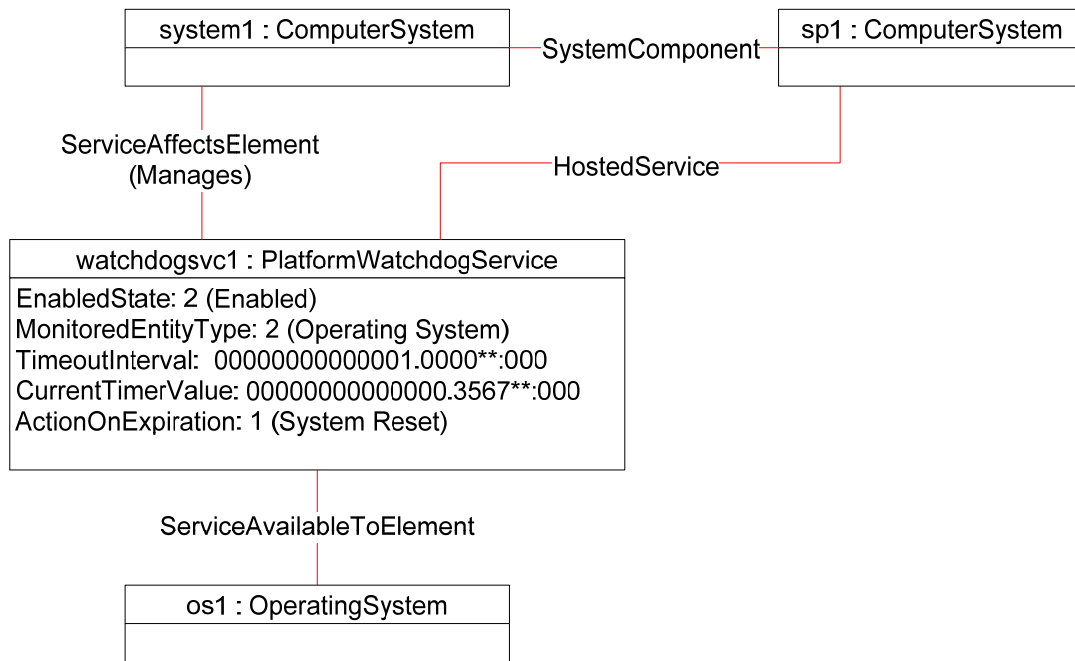 system1 : ComputerSystem
SystemComponent
sp1 : ComputerSystem
ServiceAffectsElement
(Manages)
HostedService
watchdogsvc1 : PlatformWatchdogService
EnabledState: 2 (Enabled)
MonitoredEntityType: 2 (Operating System)
TimeoutInterval: 00000000000001.0000**:000
CurrentTimerValue: 00000000000000.3567**:000
ActionOnExpiration: 1 (System Reset)
ServiceAvailableToElement
os1 : OperatingSystem